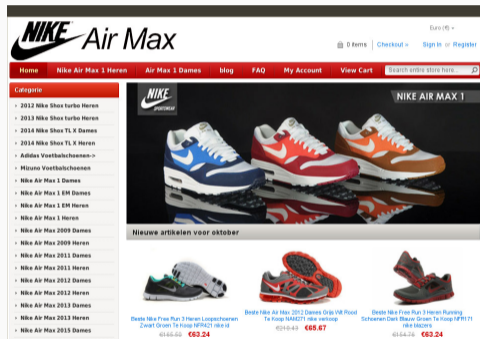 NIKE Air Max
Euro (€)
0 items Checkout » Sign In or Register
Home Nike Air Max 1 Heren Air Max 1 Dames blog FAQ My Account View Cart Search entire store here...
Categorie
2012 Nike Shox turbo Heren
2013 Nike Shox turbo Heren
2014 Nike Shox TL X Dames
2014 Nike Shox TL X Heren
Adidas Voetbalschoenen->
Mizuno Voetbalschoenen
Nike Air Max 1 Dames
Nike Air Max 1 EM Dames
Nike Air Max 1 EM Heren
Nike Air Max 1 Heren
Nike Air Max 2009 Dames
Nike Air Max 2009 Heren
Nike Air Max 2011 Dames
Nike Air Max 2011 Heren
Nike Air Max 2012 Dames
Nike Air Max 2012 Heren
Nike Air Max 2013 Dames
Nike Air Max 2013 Heren
Nike Air Max 2015 Dames
NIKE
SPORTSWEAR
NIKE AIR MAX 1
Nieuwe artikelen voor oktober
Beste Nike Free Run 3 Heren Loopschoenen
Zwart Groen Te Koop NFR421 nike id
€63.24
Beste Nike Air Max 2012 Dames Grijs Wit Rood
Te Koop NAM271 nike verkoop
€65.67
Beste Nike Free Run 3 Heren Running
Schoenen Dark Blauw Groen Te Koop NFR171
nike blazers
€63.24